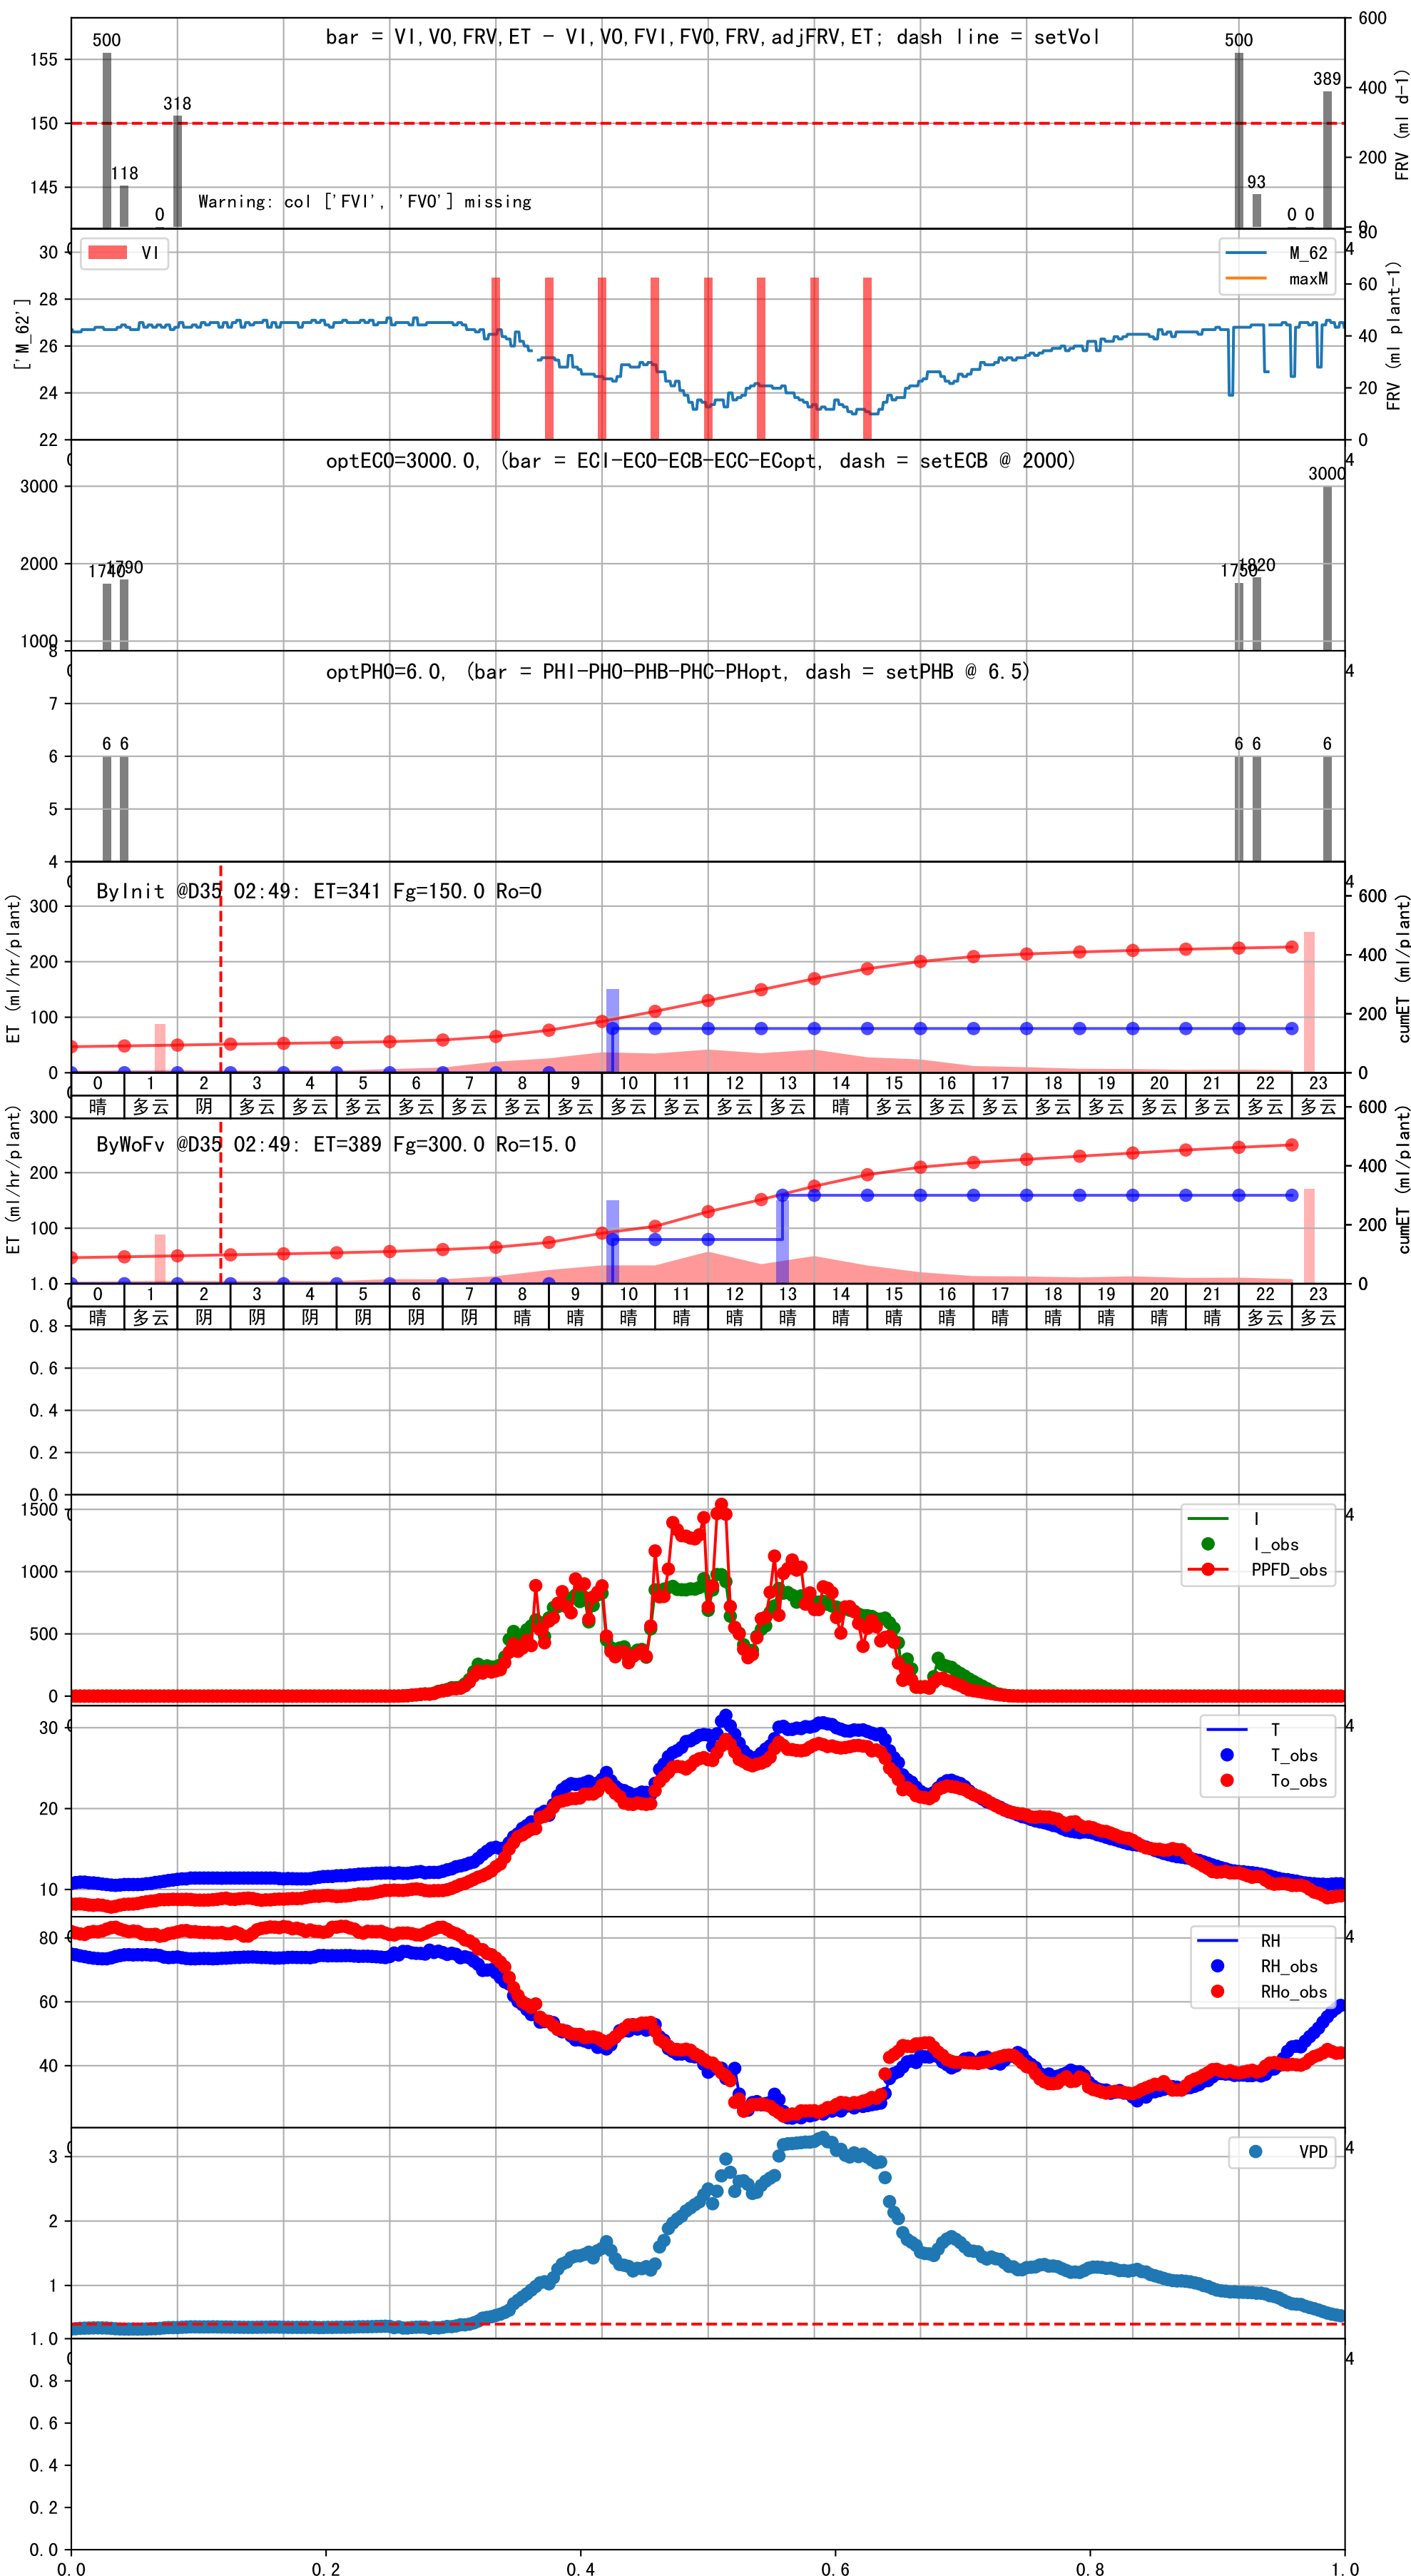 bar = VI,VO,FRV,ET - VI,VO,FVI,FVO,FRV,adjFRV,ET; dash line = setVol
500
118
0
318
500
93
0 0
389
Warning: col ['FVI', 'FVO'] missing
155
150
145
600
400
200
0
FRV (ml d-1)
VI
M_62
maxM
['M_62']
30
28
26
24
22
80
60
40
20
0
FRV (ml plant-1)
optECO=3000.0, (bar = ECI-ECO-ECB-ECC-ECopt, dash = setECB @ 2000)
3000
2000
1000
1740
1790
1750
1820
3000
optPHO=6.0, (bar = PHI-PHO-PHB-PHC-PHopt, dash = setPHB @ 6.5)
8
7
6
5
4
6 6
6 6
6
ByInit @D35 02:49: ET=341 Fg=150.0 Ro=0
ET (ml/hr/plant)
300
200
100
0
600
400
200
0
cumET (ml/plant)
0 1 2 3 4 5 6 7 8 9 10 11 12 13 14 15 16 17 18 19 20 21 22 23
晴 多云 阴 多云 多云 多云 多云 多云 多云 多云 多云 多云 多云 多云 晴 多云 多云 多云 多云 多云 多云 多云 多云 多云
ByWoFv @D35 02:49: ET=389 Fg=300.0 Ro=15.0
ET (ml/hr/plant)
300
200
100
600
400
200
0
cumET (ml/plant)
0 1 2 3 4 5 6 7 8 9 10 11 12 13 14 15 16 17 18 19 20 21 22 23
晴 多云 阴 阴 阴 阴 阴 阴 晴 晴 晴 晴 晴 晴 晴 晴 晴 晴 晴 晴 晴 晴 多云 多云
1.0
0.8
0.6
0.4
0.2
0.0
1500
1000
500
0
I
I_obs
PPFD_obs
30
20
10
T
T_obs
To_obs
80
60
40
RH
RH_obs
RHo_obs
3
2
1
VPD
1.0
0.8
0.6
0.4
0.2
0.0
0.0 0.2 0.4 0.6 0.8 1.0